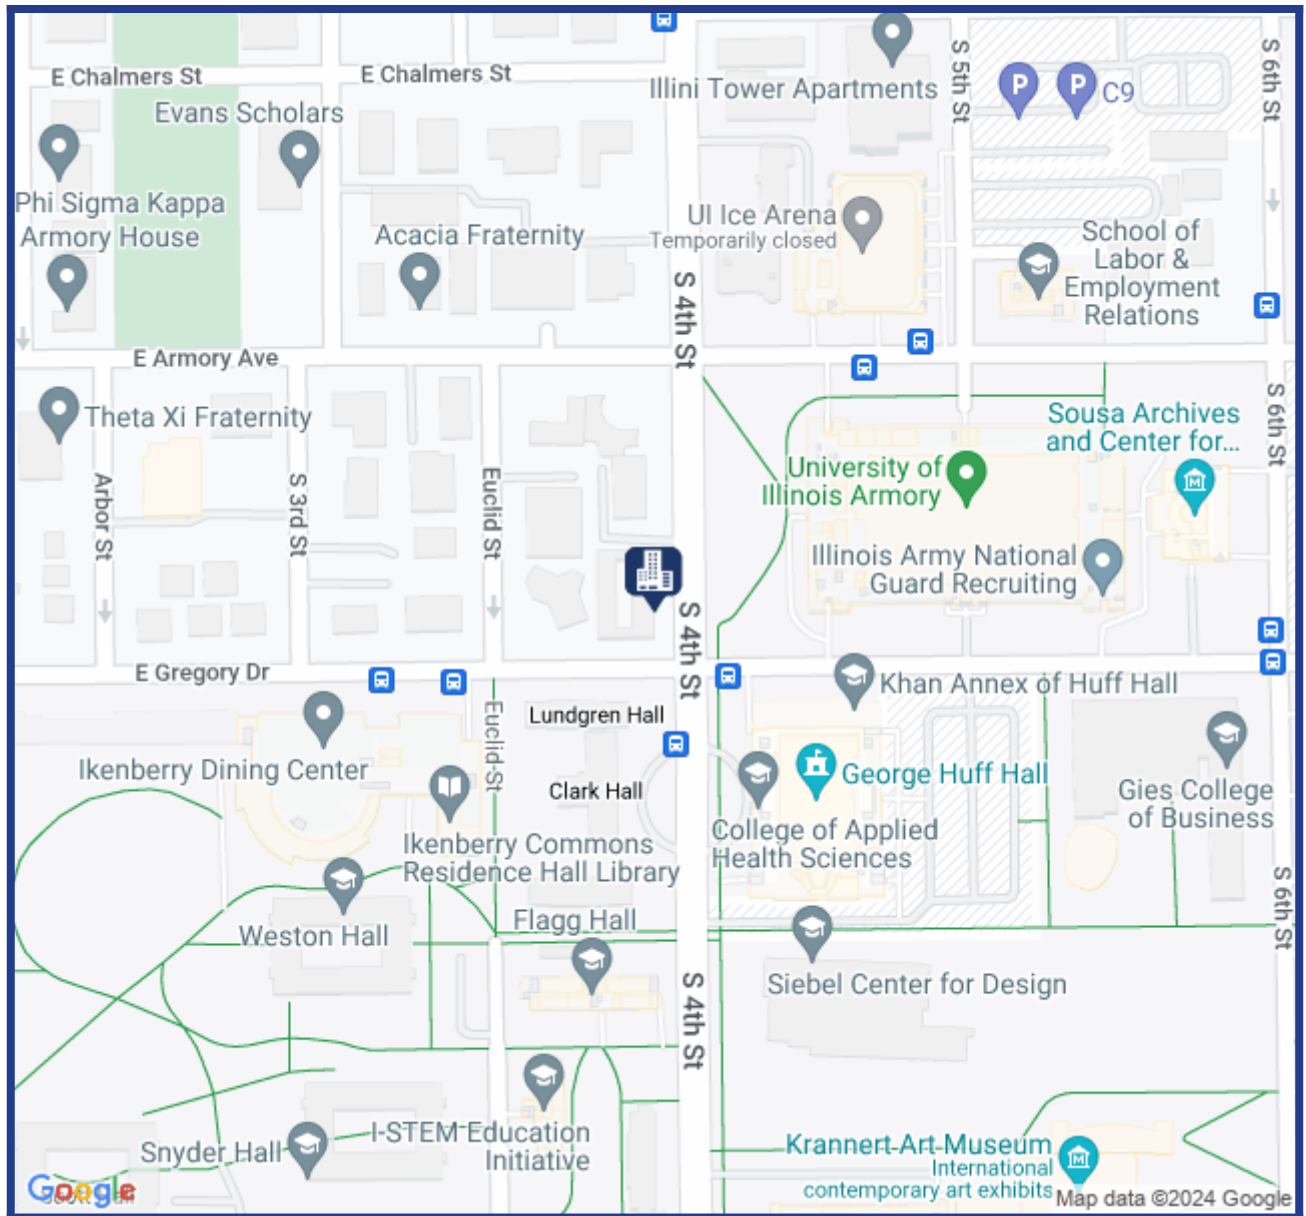 E Chalmers St
E Chalmers St
Illini Tower Apartments
S 5th St
P
P
C9
S 6th St
Evans Scholars
Phi Sigma Kappa
Armory House
Acacia Fraternity
UI Ice Arena
Temporarily closed
School of
Labor &
Employment
Relations
S 4th St
E Armory Ave
Theta Xi Fraternity
Sousa Archives
and Center for...
S 6th St
University of
Illinois Armory
Arbor St
S 3rd St
Euclid St
Illinois Army National
Guard Recruiting
S 4th St
E Gregory Dr
Khan Annex of Huff Hall
Lundgren Hall
Euclid St
Ikenberry Dining Center
Clark Hall
George Huff Hall
Gies College
of Business
College of Applied
Health Sciences
Ikenberry Commons
Residence Hall Library
Flagg Hall
Weston Hall
S 6th St
Siebel Center for Design
S 4th St
I-STEM Education
Initiative
Snyder Hall
Krannert Art Museum
International
contemporary art exhibits
Google
Map data ©2024 Google